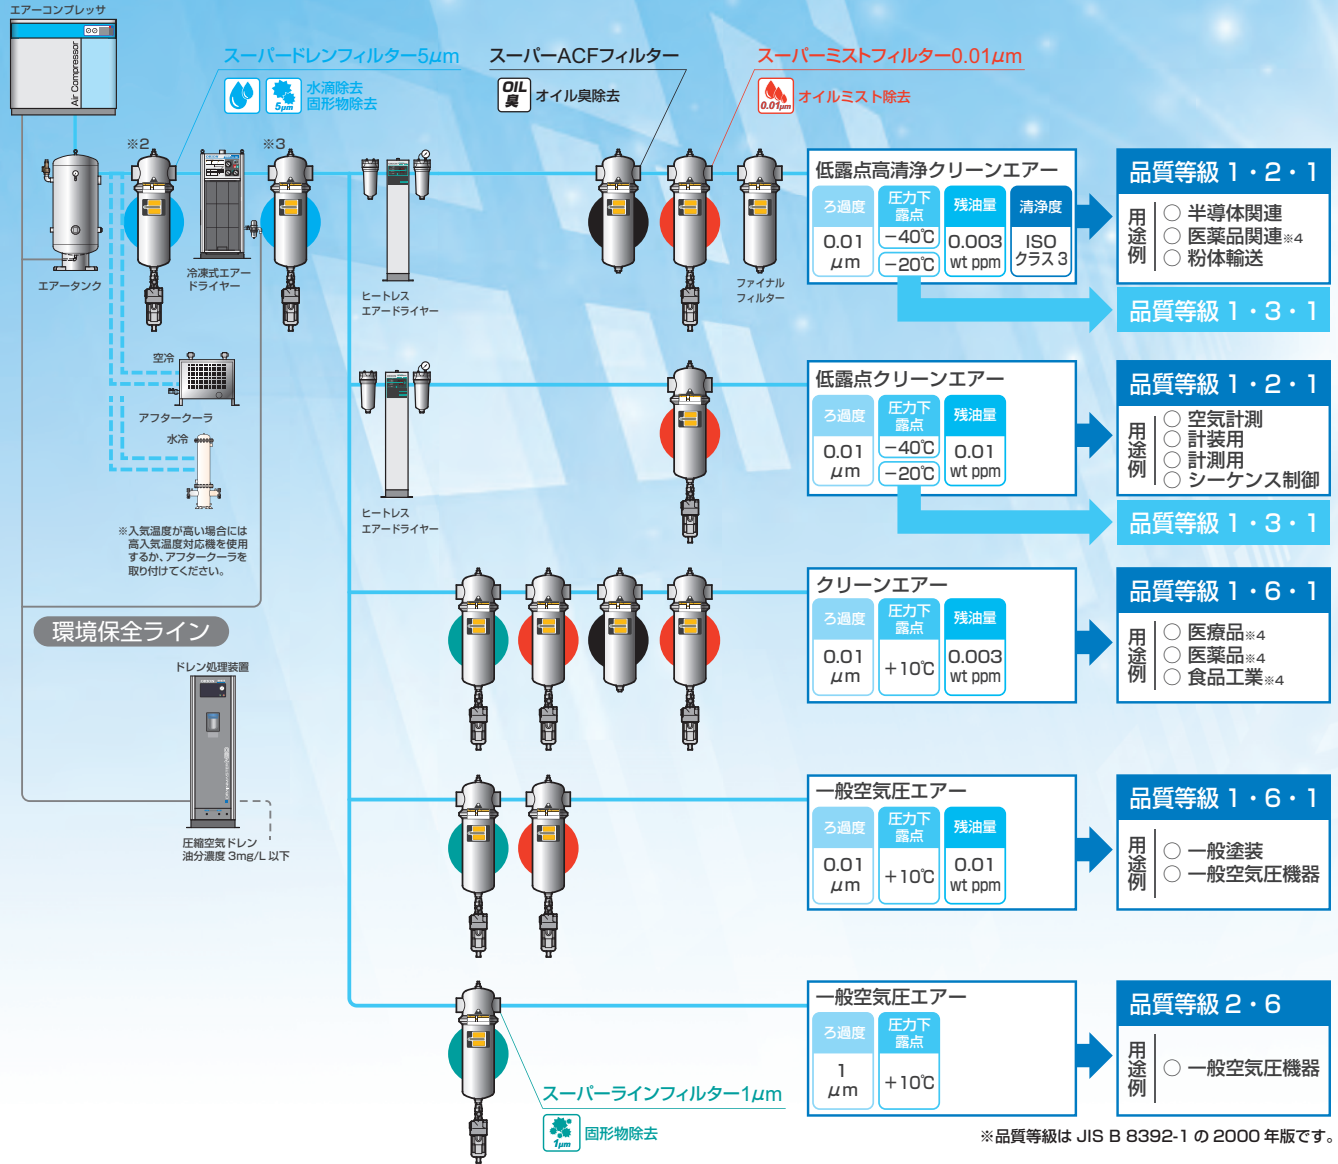 エアーコンプレッサ
Air Compressor
スーパードレンフィルター5μm
5μm
水滴除去
固形物除去
スーパーACFフィルター
OIL
臭
オイル臭除去
スーパーミストフィルター0.01μm
0.01μm
オイルミスト除去
※2
※3
エアータンク
冷凍式エアー
ドライヤー
ヒートレス
エアードライヤー
ファイナル
フィルター
低露点高清浄クリーンエアー
ろ過度
圧力下
露点
残油量
清浄度
0.01
μm
−40℃
−20℃
0.003
wt ppm
ISO
クラス3
品質等級 1・2・1
用途例
○ 半導体関連
○ 医薬品関連※4
○ 粉体輸送
品質等級 1・3・1
空冷
アフタークーラ
水冷
※入気温度が高い場合には
高入気温度対応機を使用
するか、アフタークーラを
取り付けてください。
ヒートレス
エアードライヤー
低露点クリーンエアー
ろ過度
圧力下
露点
残油量
0.01
μm
−40℃
−20℃
0.01
wt ppm
品質等級 1・2・1
用途例
○ 空気計測
○ 計装用
○ 計測用
○ シーケンス制御
品質等級 1・3・1
クリーンエアー
ろ過度
圧力下
露点
残油量
0.01
μm
+10℃
0.003
wt ppm
品質等級 1・6・1
用途例
○ 医療品※4
○ 医薬品※4
○ 食品工業※4
環境保全ライン
ドレン処理装置
圧縮空気ドレン
油分濃度 3mg/L 以下
一般空気圧エアー
ろ過度
圧力下
露点
残油量
0.01
μm
+10℃
0.01
wt ppm
品質等級 1・6・1
用途例
○ 一般塗装
○ 一般空気圧機器
一般空気圧エアー
ろ過度
圧力下
露点
1
μm
+10℃
品質等級 2・6
用途例
○ 一般空気圧機器
スーパーラインフィルター1μm
1μm
固形物除去
※品質等級は JIS B 8392-1 の 2000 年版です。